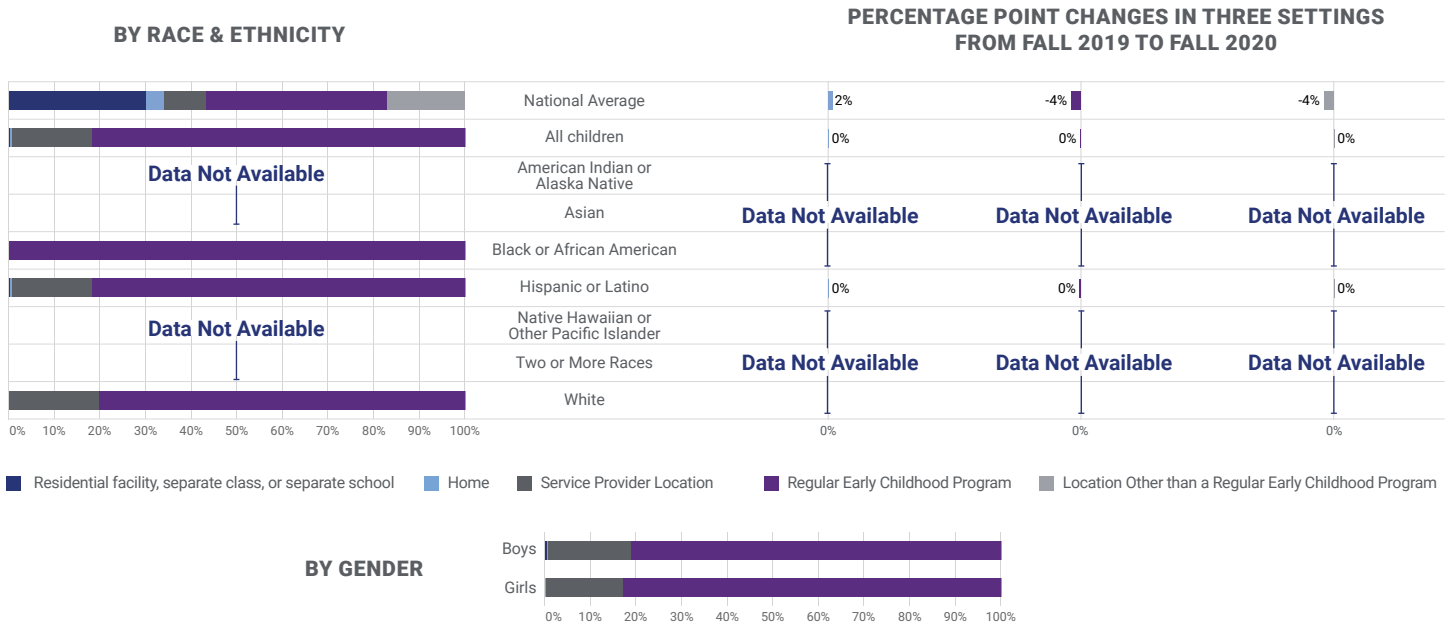 BY RACE & ETHNICITY
PERCENTAGE POINT CHANGES IN THREE SETTINGS
FROM FALL 2019 TO FALL 2020
National Average
2%
-4%
-4%
All children
0%
0%
0%
Data Not Available
American Indian or
Alaska Native
Asian
Data Not Available
Data Not Available
Data Not Available
Black or African American
Hispanic or Latino
0%
0%
0%
Data Not Available
Native Hawaiian or
Other Pacific Islander
Two or More Races
Data Not Available
Data Not Available
Data Not Available
White
0% 10% 20% 30% 40% 50% 60% 70% 80% 90% 100%
0%
0%
0%
Residential facility, separate class, or separate school
Home
Service Provider Location
Regular Early Childhood Program
Location Other than a Regular Early Childhood Program
BY GENDER
Boys
Girls
0% 10% 20% 30% 40% 50% 60% 70% 80% 90% 100%